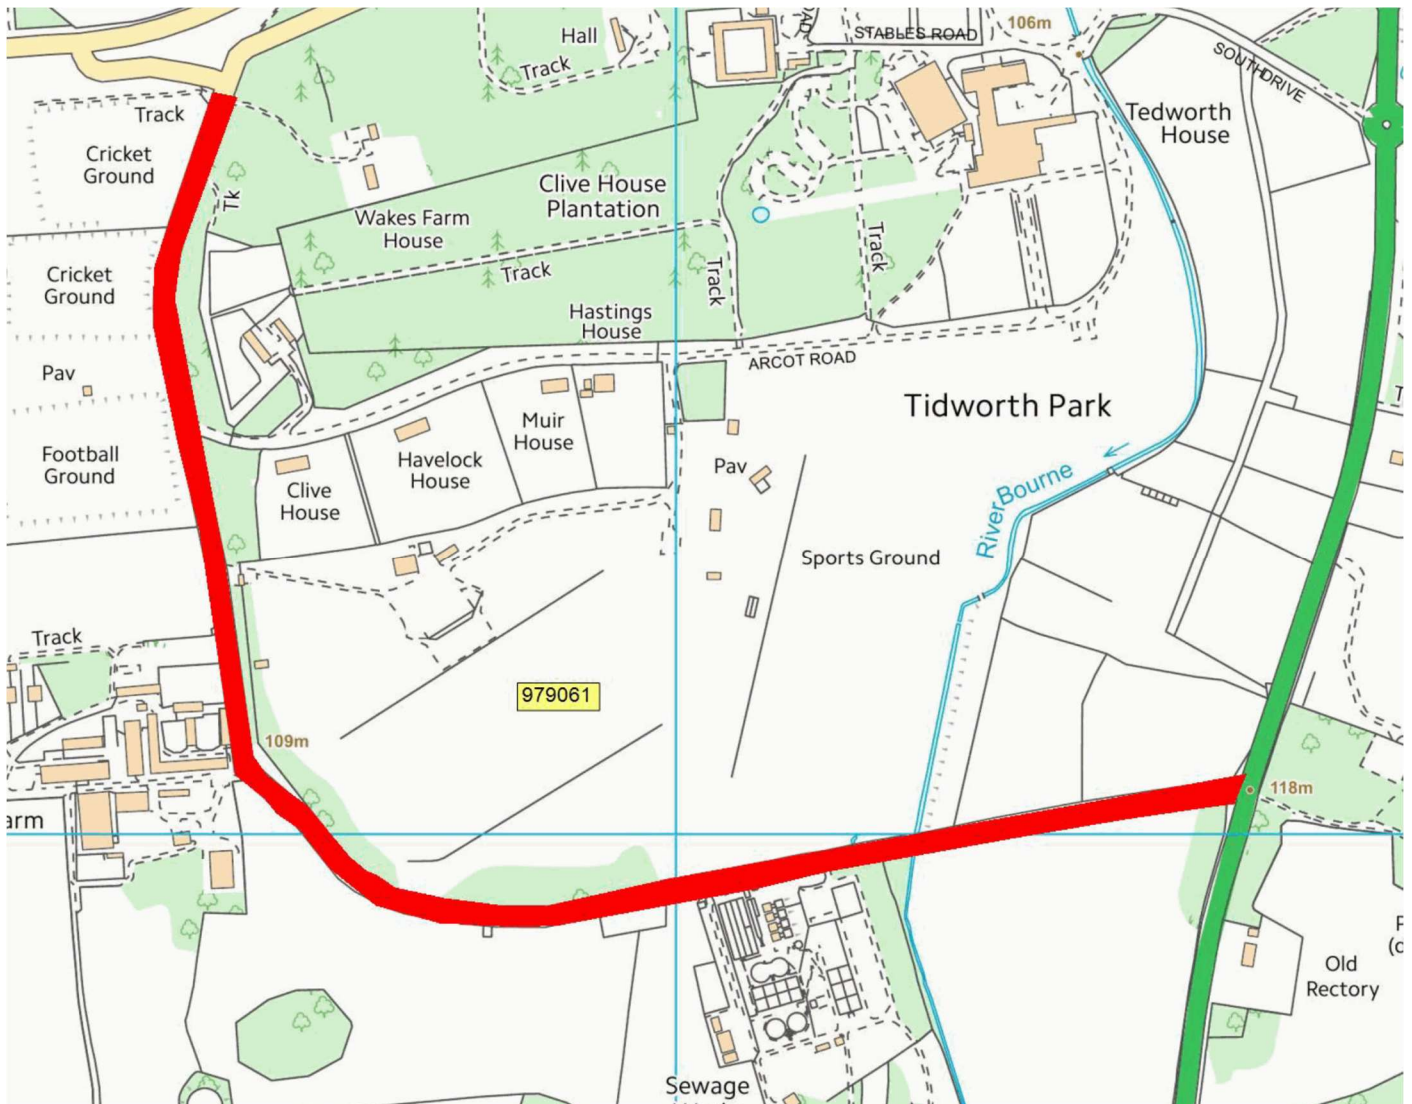 106m
ROAD
STABLES ROAD
Hall
Track
SOUTH DRIVE
Tedworth
House
Track
Cricket
Ground
Clive House
Plantation
Tk
Wakes Farm
House
Track
Track
Track
Cricket
Ground
Hastings
House
ARCOT ROAD
Pav
Tidworth Park
Muir
House
Football
Ground
Havelock
House
Pav
Clive
House
River Bourne
Sports Ground
Track
979061
109m
118m
arm
Old
Rectory
Sewage